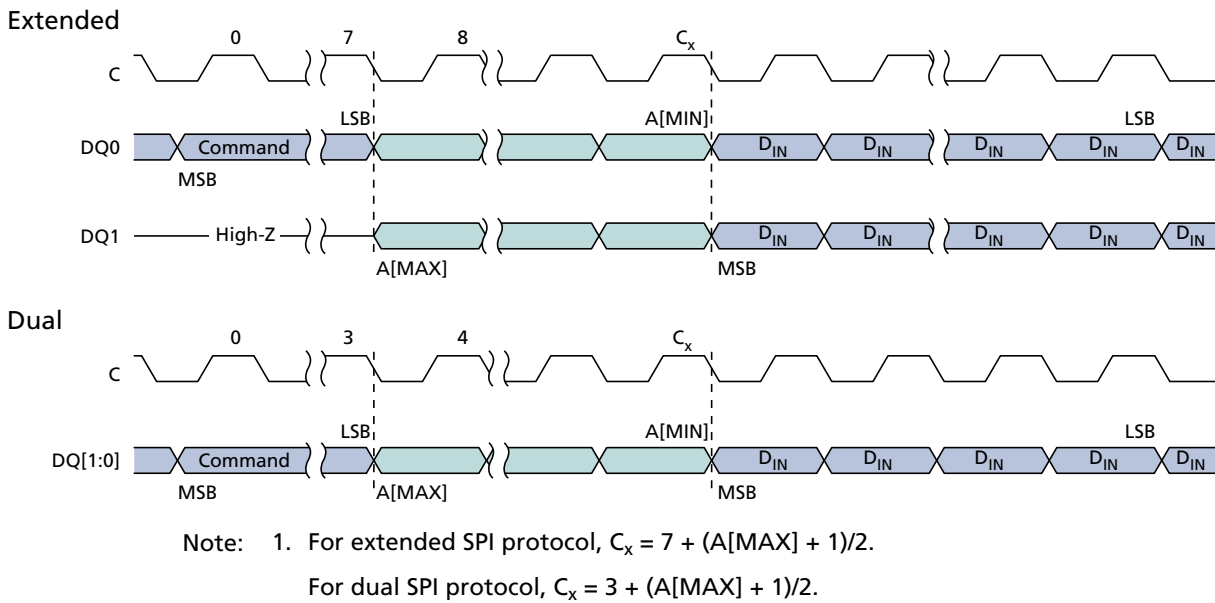 Extended
0 7 8 Cx
C
LSB A[MIN] LSB
DQ0 Command DIN DIN DIN DIN DIN
MSB
DQ1 High-Z DIN DIN DIN DIN DIN
A[MAX] MSB
Dual
0 3 4 Cx
C
LSB A[MIN] LSB
DQ[1:0] Command DIN DIN DIN DIN DIN
MSB A[MAX] MSB
Note: 1. For extended SPI protocol, Cx = 7 + (A[MAX] + 1)/2.
For dual SPI protocol, Cx = 3 + (A[MAX] + 1)/2.